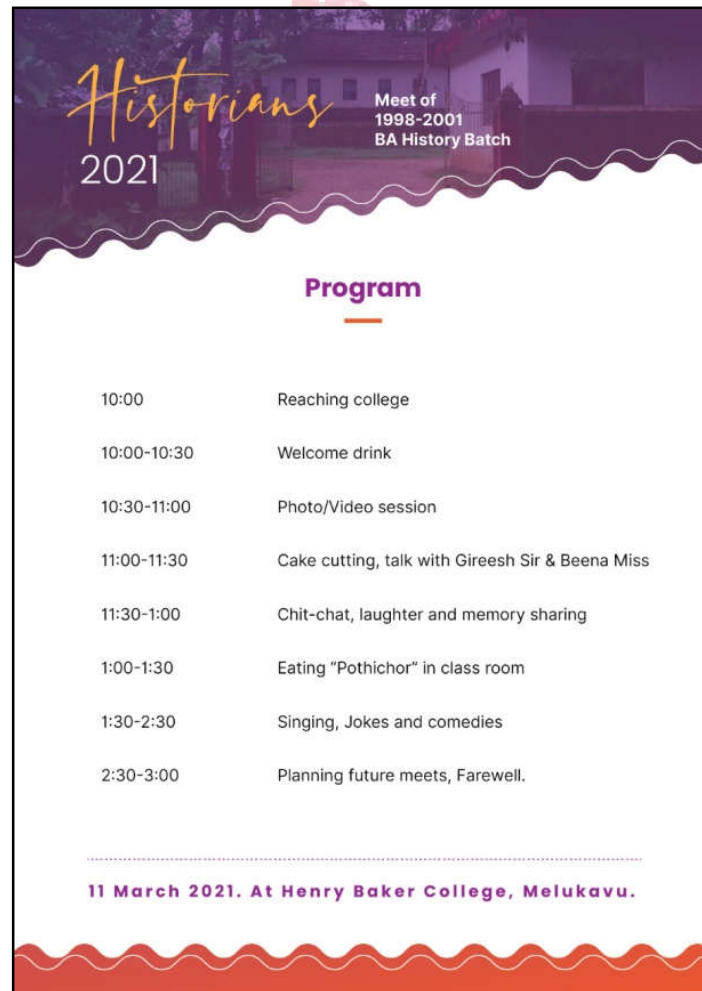 Historians
2021
Meet of
1998-2001
BA History Batch
Program
10:00 Reaching college
10:00-10:30 Welcome drink
10:30-11:00 Photo/Video session
11:00-11:30 Cake cutting, talk with Gireesh Sir & Beena Miss
11:30-1:00 Chit-chat, laughter and memory sharing
1:00-1:30 Eating “Pothichor” in class room
1:30-2:30 Singing, Jokes and comedies
2:30-3:00 Planning future meets, Farewell.
11 March 2021. At Henry Baker College, Melukavu.